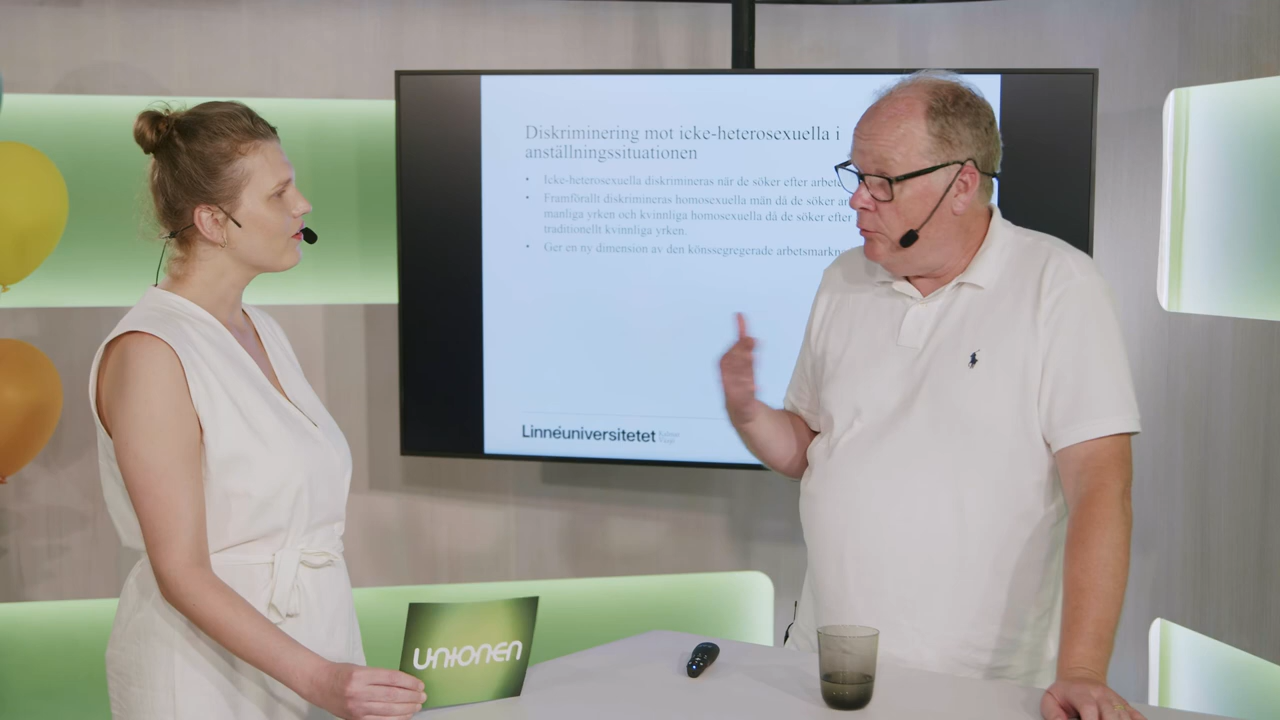 Diskriminering mot icke-heterosexuella i
anställningssituationen
• Icke-heterosexuella diskrimineras när de söker efter
• Framförallt diskrimineras homosexuella män då de söker
manliga yrken och kvinnliga homosexuella då de söker efter
traditionellt kvinnliga yrken.
• Ger en ny dimension av den könssegregerade
Linnéuniversitetet
UNIONEN